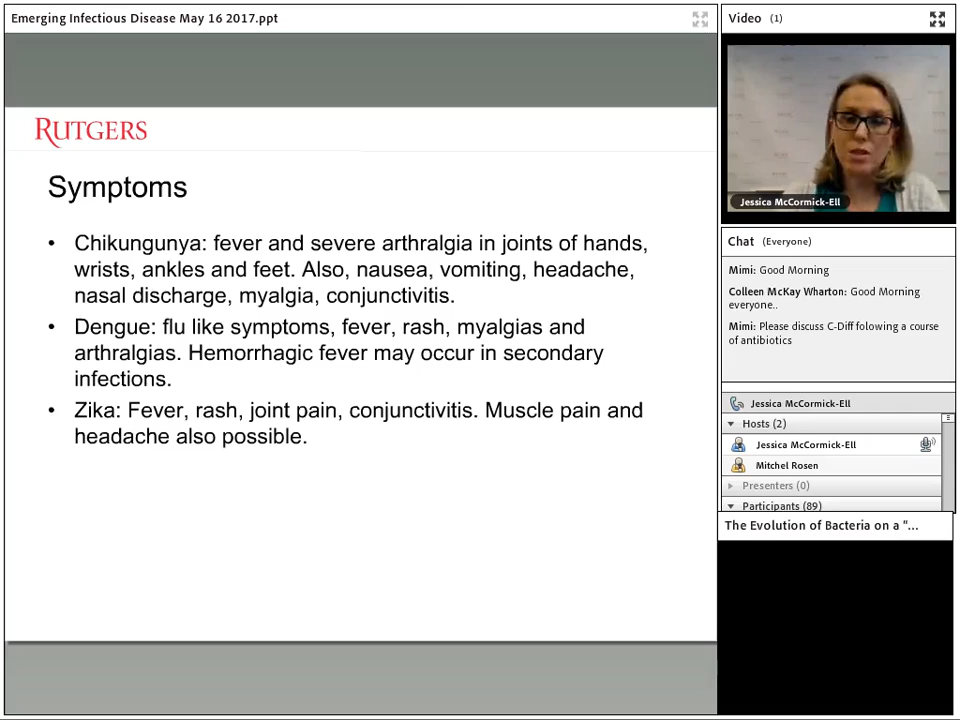 Emerging Infectious Disease May 16 2017.ppt
RUTGERS
Symptoms
• Chikungunya: fever and severe arthralgia in joints of hands,
wrists, ankles and feet. Also, nausea, vomiting, headache,
nasal discharge, myalgia, conjunctivitis.
• Dengue: flu like symptoms, fever, rash, myalgias and
arthralgias. Hemorrhagic fever may occur in secondary
infections.
• Zika: Fever, rash, joint pain, conjunctivitis. Muscle pain and
headache also possible.
Video (1)
Jessica McCormick-Ell
Chat (Everyone)
Mimi: Good Morning
Colleen McKay Wharton: Good Morning
everyone..
Mimi: Please discuss C-Diff folowing a course
of antibiotics
Jessica McCormick-Ell
Hosts (2)
Jessica McCormick-Ell
Mitchel Rosen
Presenters (0)
Participants (89)
The Evolution of Bacteria on a "...